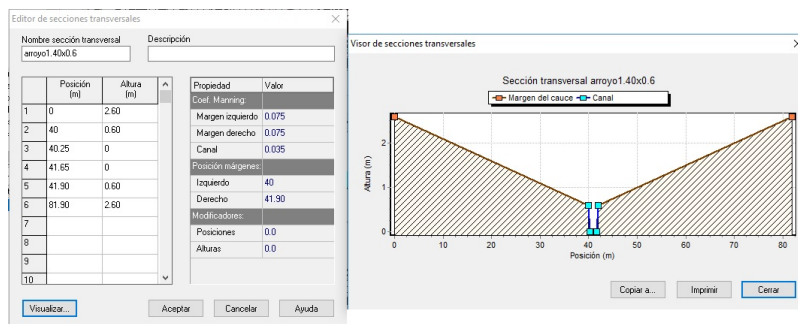 Editor de secciones transversales
Nombre sección transversal Descripción
arroyo1.40x0.6
Posición (m) Altura (m)
1 0 2.60
2 40 0.60
3 40.25 0
4 41.65 0
5 41.90 0.60
6 81.90 2.60
7
8
9
10
Propiedad Valor
Coef. Manning:
Margen izquierdo 0.075
Margen derecho 0.075
Canal 0.035
Posición márgenes:
Izquierdo 40
Derecho 41.90
Modificadores:
Posiciones 0.0
Alturas 0.0
Visualizar... Aceptar Cancelar Ayuda
Visor de secciones transversales
Sección transversal arroyo1.40x0.6
Margen del cauce Canal
Altura (m)
2
1
0
0 10 20 30 40 50 60 70 80
Posición (m)
Copiar a... Imprimir Cerrar